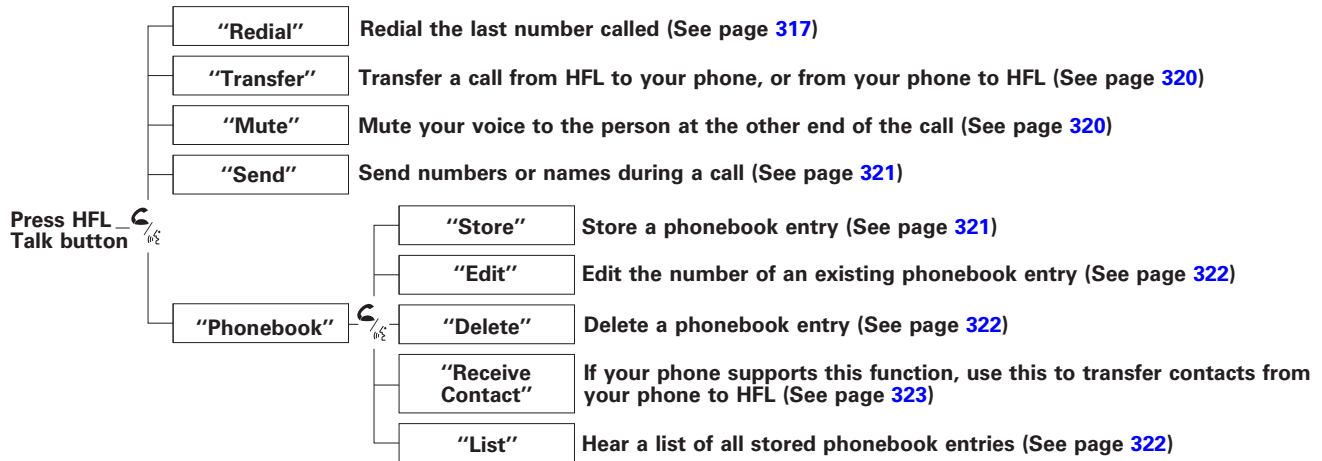 "Redial" Redial the last number called (See page 317)
"Transfer" Transfer a call from HFL to your phone, or from your phone to HFL (See page 320)
"Mute" Mute your voice to the person at the other end of the call (See page 320)
"Send" Send numbers or names during a call (See page 321)
Press HFL
Talk button
"Phonebook"
"Store" Store a phonebook entry (See page 321)
"Edit" Edit the number of an existing phonebook entry (See page 322)
"Delete" Delete a phonebook entry (See page 322)
"Receive
Contact"
If your phone supports this function, use this to transfer contacts from
your phone to HFL (See page 323)
"List" Hear a list of all stored phonebook entries (See page 322)